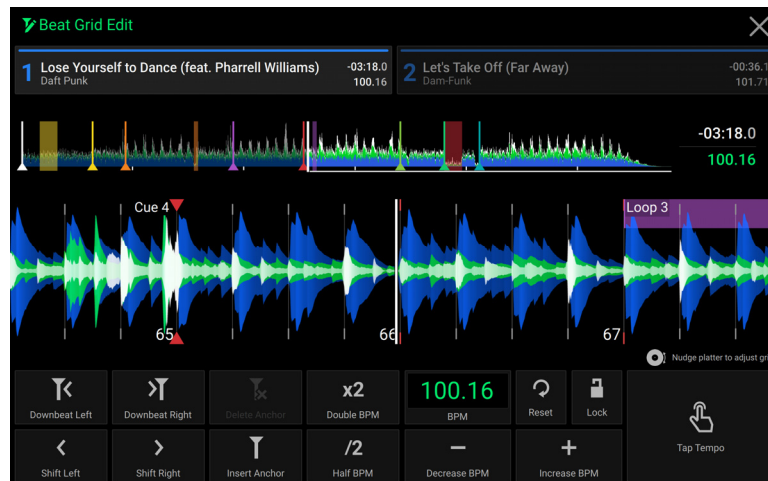 Beat Grid Edit
1 Lose Yourself to Dance (feat. Pharrell Williams) -03:18.0
Daft Punk 100.16
2 Let's Take Off (Far Away) -00:36.1
Dam-Funk 101.71
-03:18.0
100.16
Cue 4
Loop 3
65
66
67
Nudge platter to adjust gri
Downbeat Left
Downbeat Right
Delete Anchor
x2
Double BPM
100.16
BPM
Reset
Lock
Tap Tempo
Shift Left
Shift Right
Insert Anchor
/2
Half BPM
Decrease BPM
Increase BPM